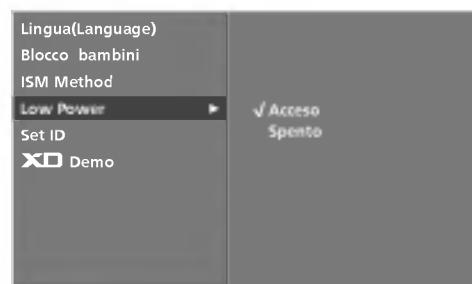 Lingua(Language)
Blocco bambini
ISM Method
Low Power
Set ID
XD Demo
√ Acceso
Spento